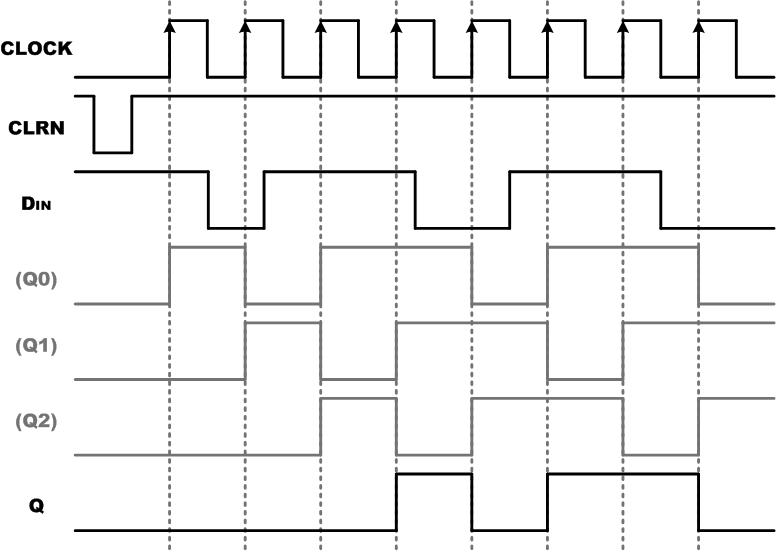 CLOCK
CLRN
DIN
(Q0)
(Q1)
(Q2)
Q